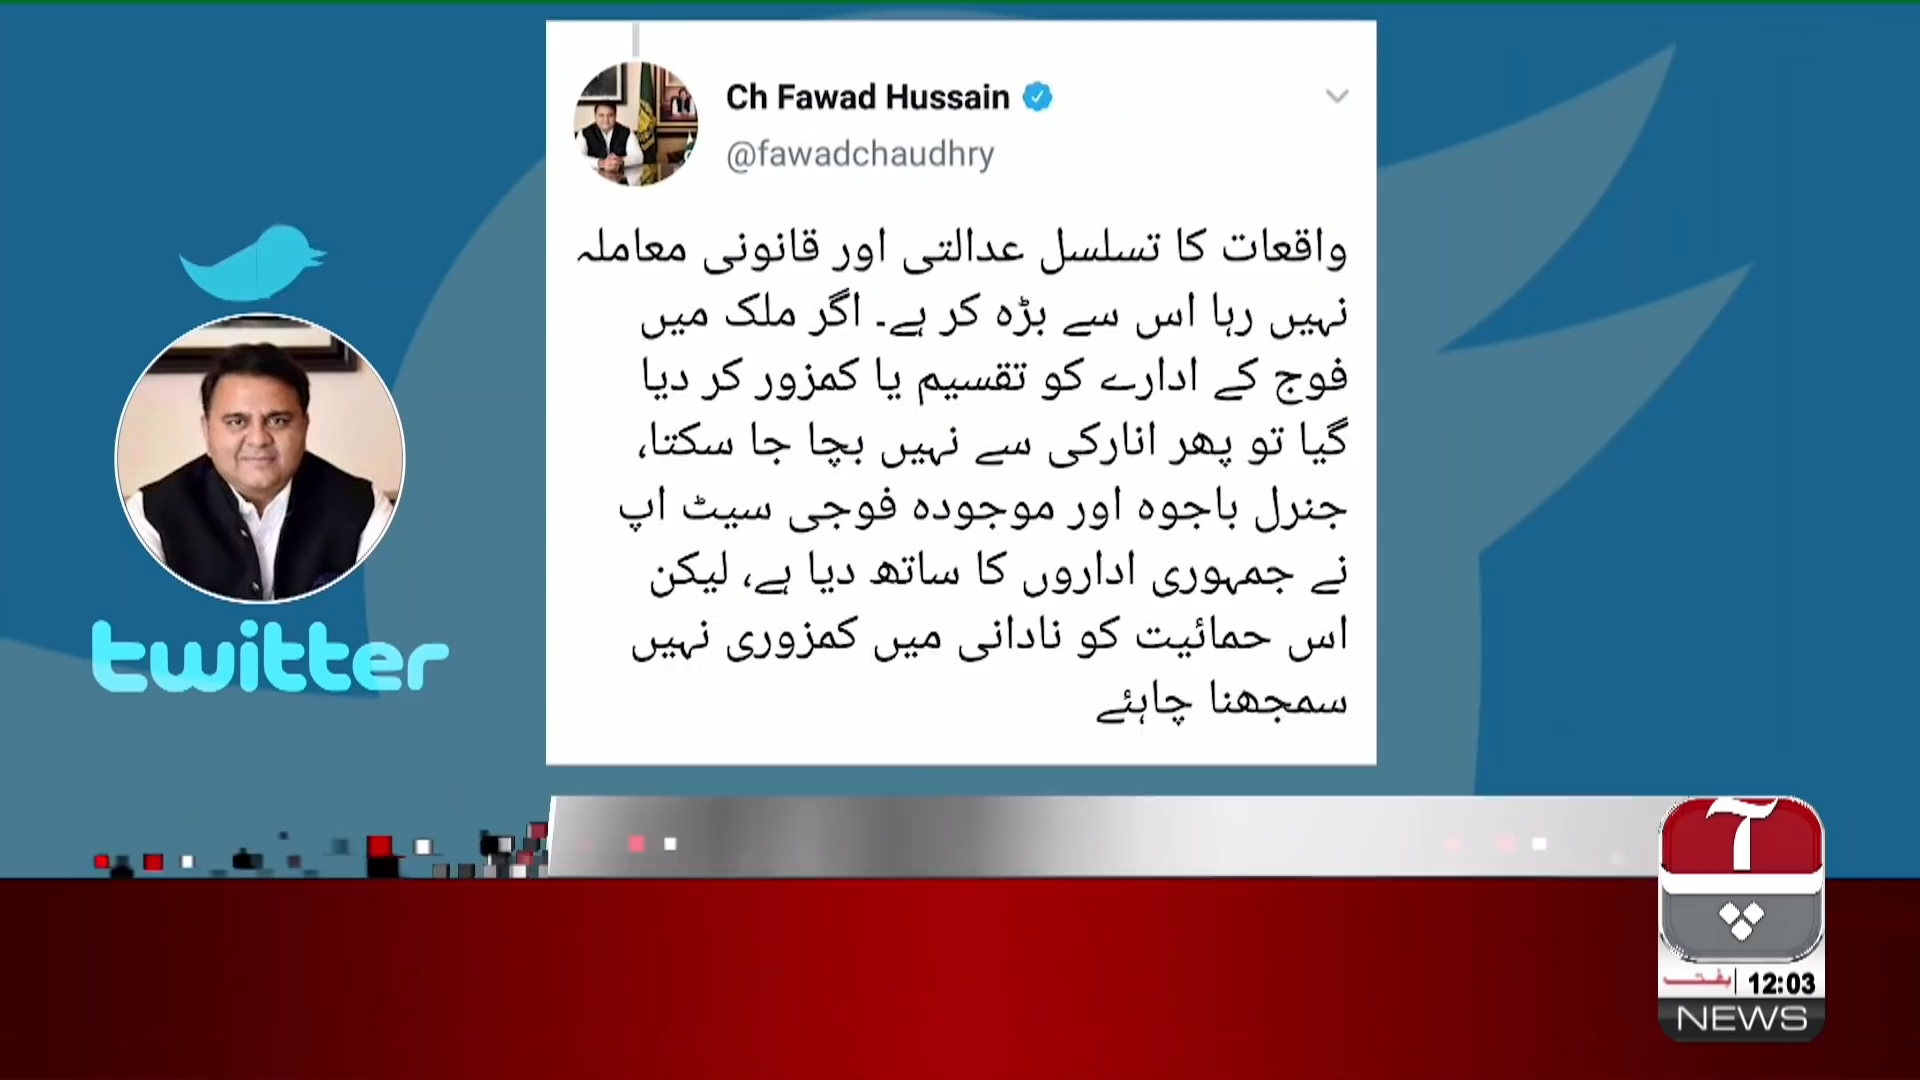 Ch Fawad Hussain
@fawadchaudhry
واقعات کا تسلسل عدالتی اور قانونی معاملہ
نہیں رہا اس سے بڑہ کر ہے۔ اگر ملک میں
فوج کے ادارے کو تقسیم یا کمزور کر دیا
گیا تو پھر انارکی سے نہیں بچا جا سکتا،
جنرل باجوہ اور موجودہ فوجی سیٹ اپ
نے جمہوری اداروں کا ساتھ دیا ہے، لیکن
اس حمائیت کو نادانی میں کمزوری نہیں
سمجھنا چاہئے
twitter
آپ
ہفتہ 12:03
NEWS